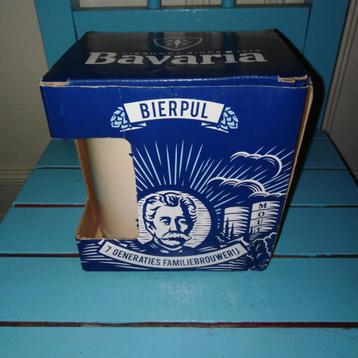 Bavaria
BIERPUL
7 GENERATIES FAMILIEBROUWERIJ